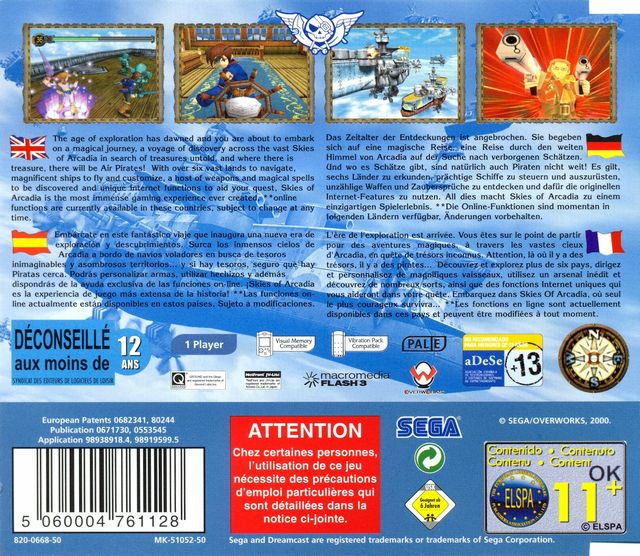 The age of exploration has dawned and you are about to embark
on a magical journey, a voyage of discovery across the vast Skies
of Arcadia in search of treasures untold, and where there is
treasure, there will be Air Pirates! With over six vast lands to navigate,
magnificent ships to fly and customize, a host of weapons and magical spells
to be discovered and unique Internet functions to aid your quest, Skies of
Arcadia is the most immense gaming experience ever created. **online
functions are currently available in these countries, subject to change at any
time.
Das Zeitalter der Entdeckungen ist angebrochen. Sie begeben
sich auf eine magische Reise, eine Reise durch den weiten
Himmel von Arcadia auf der Suche nach verborgenen Schätzen.
Und wo es Schätze gibt, sind natürlich auch Piraten nicht weit! Es gilt,
sechs Länder zu erkunden, prächtige Schiffe zu steuern und auszurüsten,
unzählige Waffen und Zaubersprüche zu entdecken und dafür die originellen
Internet-Features zu nutzen. All dies macht Skies of Arcadia zu einem
einzigartigen Spielerlebnis. **Die Online-Funktionen sind momentan in
folgenden Ländern verfügbar, Änderungen vorbehalten.
Embárcate en este fantástico viaje que inaugura una nueva era de
exploración y descubrimientos. Surca los inmensos cielos de
Arcadia a bordo de navíos voladores en busca de tesoros
inimaginables y asombrosos territorios... y si hay tesoros, seguro que hay
Piratas cerca. Podrás personalizar armas, utilizar hechizos y además
dispondrás de la ayuda exclusiva de las funciones on-line. ¡Skies of Arcadia
es la experiencia de juego más extensa de la historia! **Las funciones on-
line actualmente están disponibles en estos países. Sujeto a modificaciones.
L'ère de l'exploration est arrivée. Vous êtes sur le point de partir
pour des aventures magiques, à travers les vastes cieux
d'Arcadia, en quête de trésors inconnus. Attention, là où il y a des
trésors, il y a des pirates... Découvrez et explorez plus de six pays, dirigez
et personnalisez de magnifiques vaisseaux, utilisez un arsenal inédit et
découvrez de nombreux sorts, ainsi que des fonctions Internet uniques qui
vous aideront dans votre quête. Embarquez dans Skies Of Arcadia, où seul
le plus courageux survivra... **Les fonctions en ligne sont actuellement
disponibles dans ces pays et peuvent être modifiées à tout moment.
DÉCONSEILLÉ
aux moins de
12
ANS
SYNDICAT DES EDITEURS DE LOGICIELS DE LOISIR
1 Player
Visual Memory
Compatible
Vibration Pack
Compatible
PAL E
NO RECOMENDADO
PARA MENORES DE
aDeSe
+13
macromedia
FLASH 3
OVERWORKS
N
E
S
W
European Patents 0682341, 80244
Publication 0671730, 0553545
Application 98938918.4, 98919599.5
5 060004 761128
820-0668-50
MK-51052-50
ATTENTION
Chez certaines personnes,
l'utilisation de ce jeu
nécessite des précautions
d'emploi particulières qui
sont détaillées dans la
notice ci-jointe.
SEGA
Geeignet ab
6 Jahren
© SEGA/OVERWORKS, 2000.
Contenido • Contenuto
Contenu • Content
OK
ELSPA
11+
© ELSPA
Sega and Dreamcast are registered trademarks or trademarks of Sega Corporation.